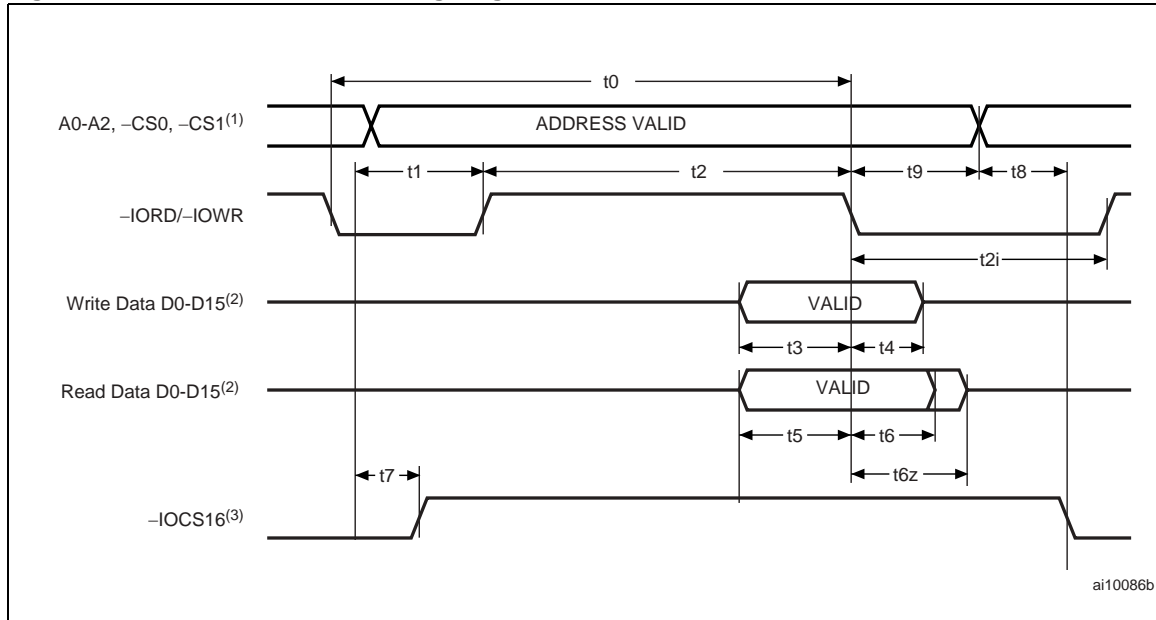 t0
A0-A2, –CS0, –CS1(1)
ADDRESS VALID
t1
t2
t9
t8
–IORD/–IOWR
t2i
Write Data D0-D15(2)
VALID
t3
t4
Read Data D0-D15(2)
VALID
t5
t6
t7
t6z
–IOCS16(3)
ai10086b